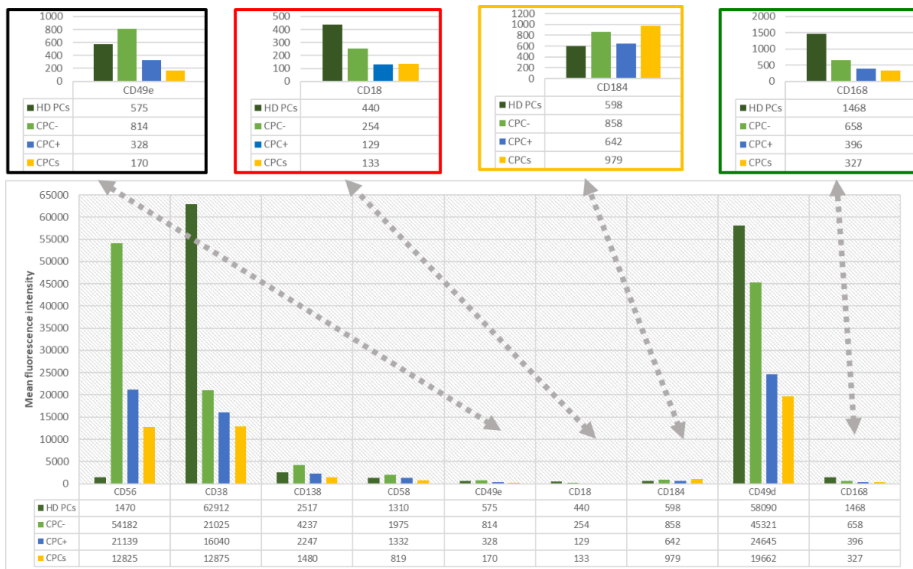 1000
800
600
400
200
0
CD49e
HD PCs 575
CPC- 814
CPC+ 328
CPCs 170
500
400
300
200
100
0
CD18
HD PCs 440
CPC- 254
CPC+ 129
CPCs 133
1200
1000
800
600
400
200
0
CD184
HD PCs 598
CPC- 858
CPC+ 642
CPCs 979
2000
1500
1000
500
0
CD168
HD PCs 1468
CPC- 658
CPC+ 396
CPCs 327
Mean fluorescence intensity
65000
60000
55000
50000
45000
40000
35000
30000
25000
20000
15000
10000
5000
0
CD56 CD38 CD138 CD58 CD49e CD18 CD184 CD49d CD168
HD PCs 1470 62912 2517 1310 575 440 598 58090 1468
CPC- 54182 21025 4237 1975 814 254 858 45321 658
CPC+ 21139 16040 2247 1332 328 129 642 24645 396
CPCs 12825 12875 1480 819 170 133 979 19662 327